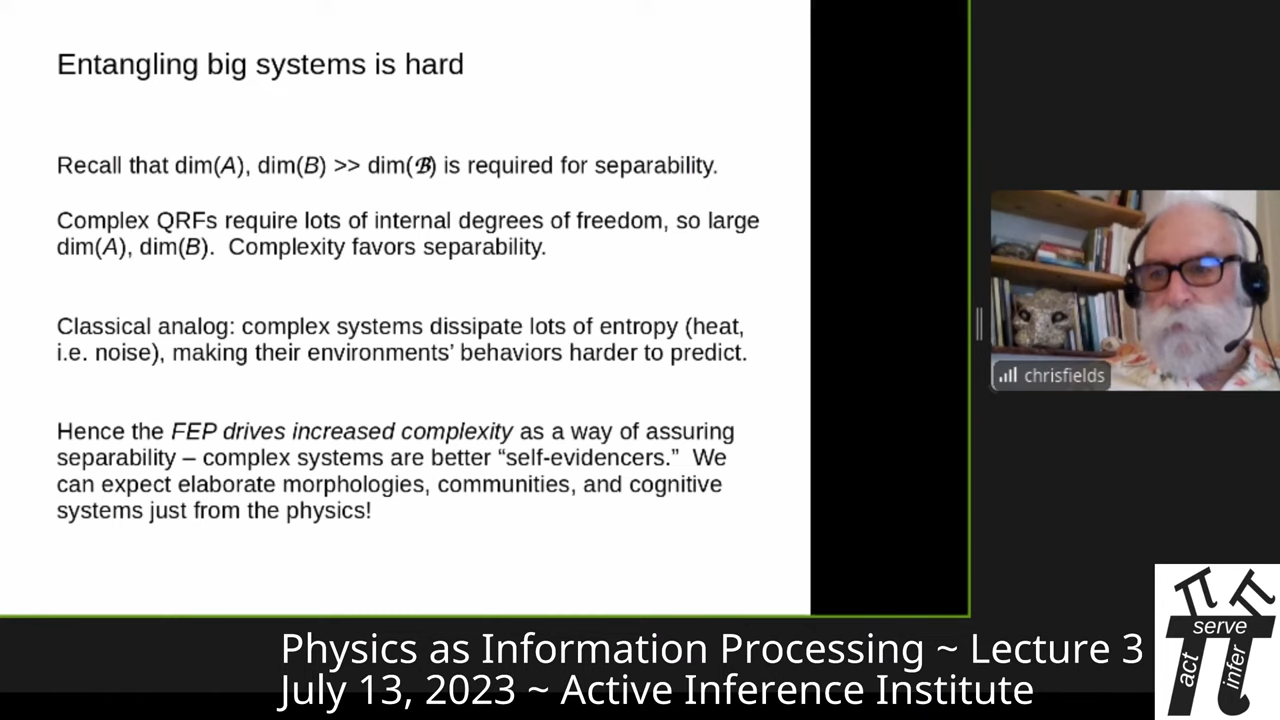 Entangling big systems is hard
Recall that dim(A), dim(B) >> dim(ℬ) is required for separability.
Complex QRFs require lots of internal degrees of freedom, so large
dim(A), dim(B).  Complexity favors separability.
Classical analog: complex systems dissipate lots of entropy (heat,
i.e. noise), making their environments’ behaviors harder to predict.
Hence the FEP drives increased complexity as a way of assuring
separability – complex systems are better “self-evidencers.”  We
can expect elaborate morphologies, communities, and cognitive
systems just from the physics!
chrisfields
Physics as Information Processing ~ Lecture 3
July 13, 2023 ~ Active Inference Institute
serve
act
infer